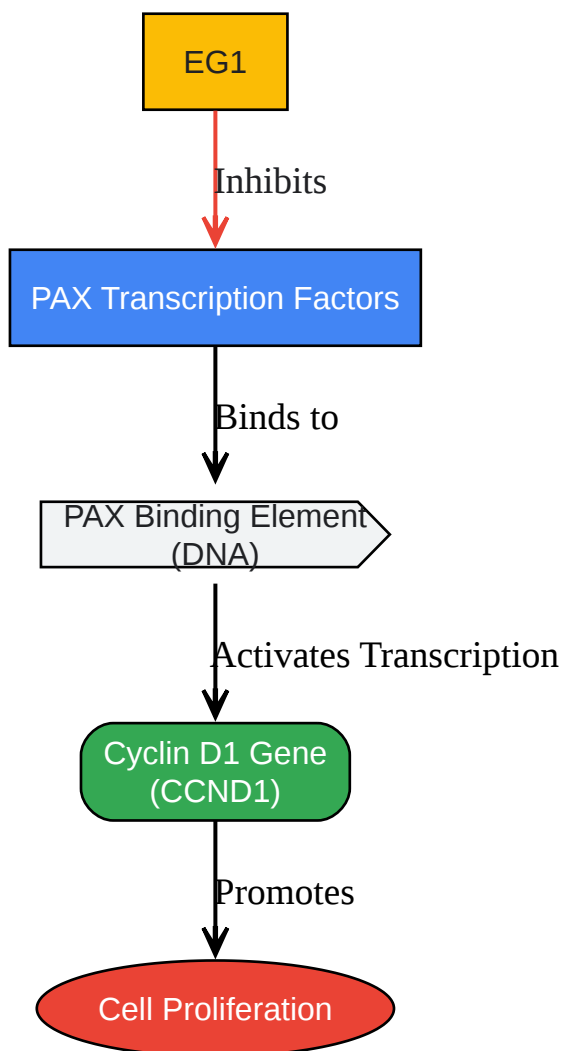 EG1
Inhibits
PAX Transcription Factors
Binds to
PAX Binding Element
(DNA)
Activates Transcription
Cyclin D1 Gene
(CCND1)
Promotes
Cell Proliferation